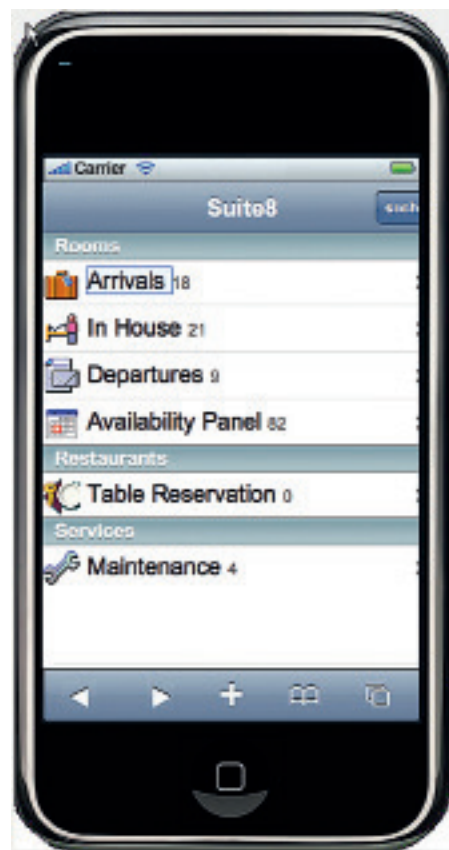 Carrier
Suite8
Rooms
Arrivals 18
In House 21
Departures 9
Availability Panel 82
Restaurants
Table Reservation 0
Services
Maintenance 4